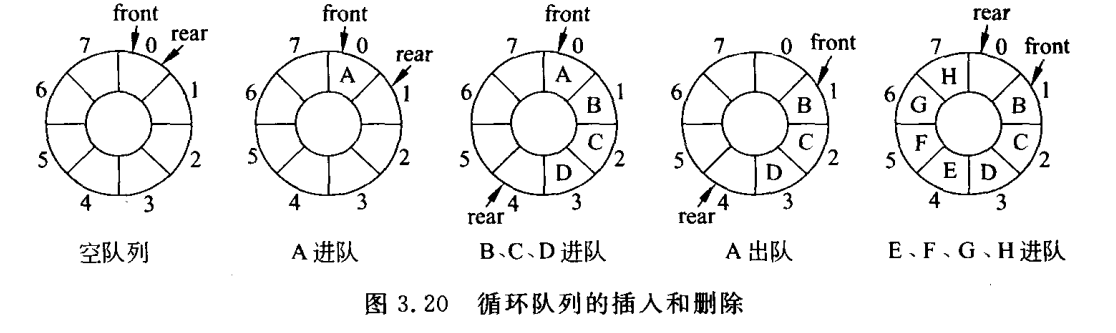 front
rear
7 0
6 1
5 2
4 3
空队列
front
rear
7 0
A
6 1
5 2
4 3
A 进队
front
7 0
A
6 B 1
C
5 D 2
rear 4 3
B、C、D 进队
front
7 0
6 B 1
C
5 D 2
rear 4 3
A 出队
rear
front
7 0
H
6 G B 1
F C
5 E D 2
4 3
E、F、G、H 进队
图 3.20 循环队列的插入和删除